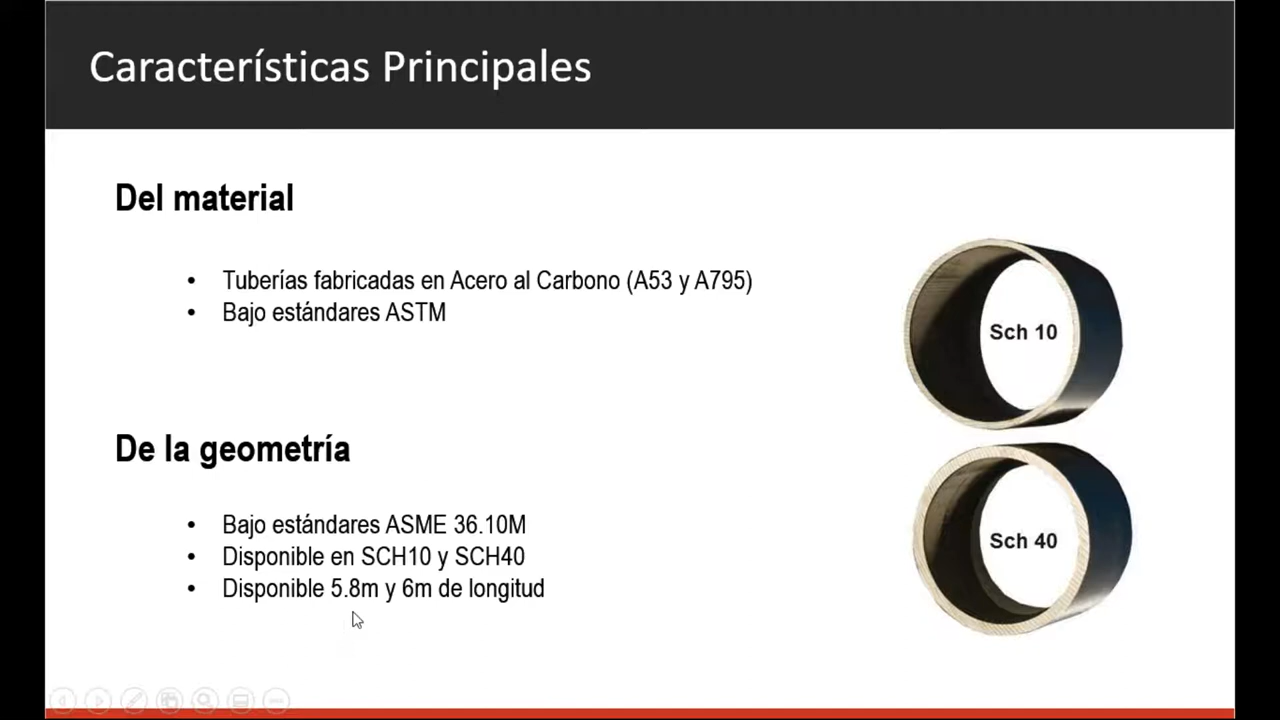 Características Principales
Del material
• Tuberías fabricadas en Acero al Carbono (A53 y A795)
• Bajo estándares ASTM
Sch 10
De la geometría
• Bajo estándares ASME 36.10M
• Disponible en SCH10 y SCH40
• Disponible 5.8m y 6m de longitud
Sch 40